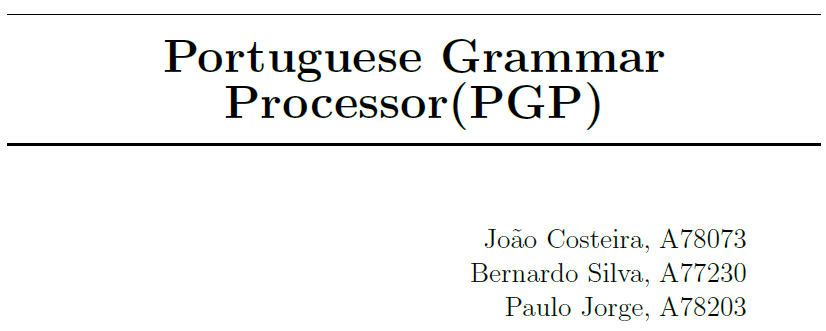 Portuguese Grammar
Processor(PGP)
João Costeira, A78073
Bernardo Silva, A77230
Paulo Jorge, A78203